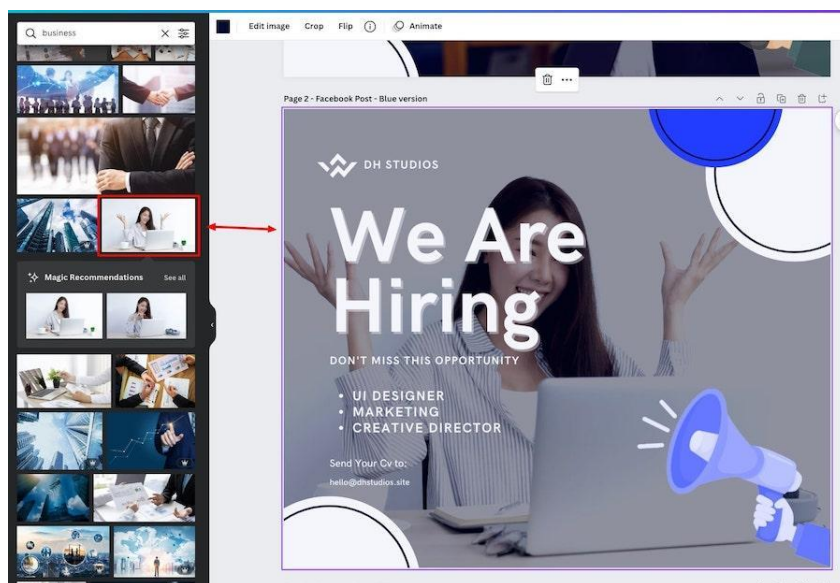 business
Edit image Crop Flip Animate
Page 2 - Facebook Post - Blue version
DH STUDIOS
We Are
Hiring
DON'T MISS THIS OPPORTUNITY
• UI DESIGNER
• MARKETING
• CREATIVE DIRECTOR
Send Your Cv to:
hello@dhstudios.site
Magic Recommendations See all